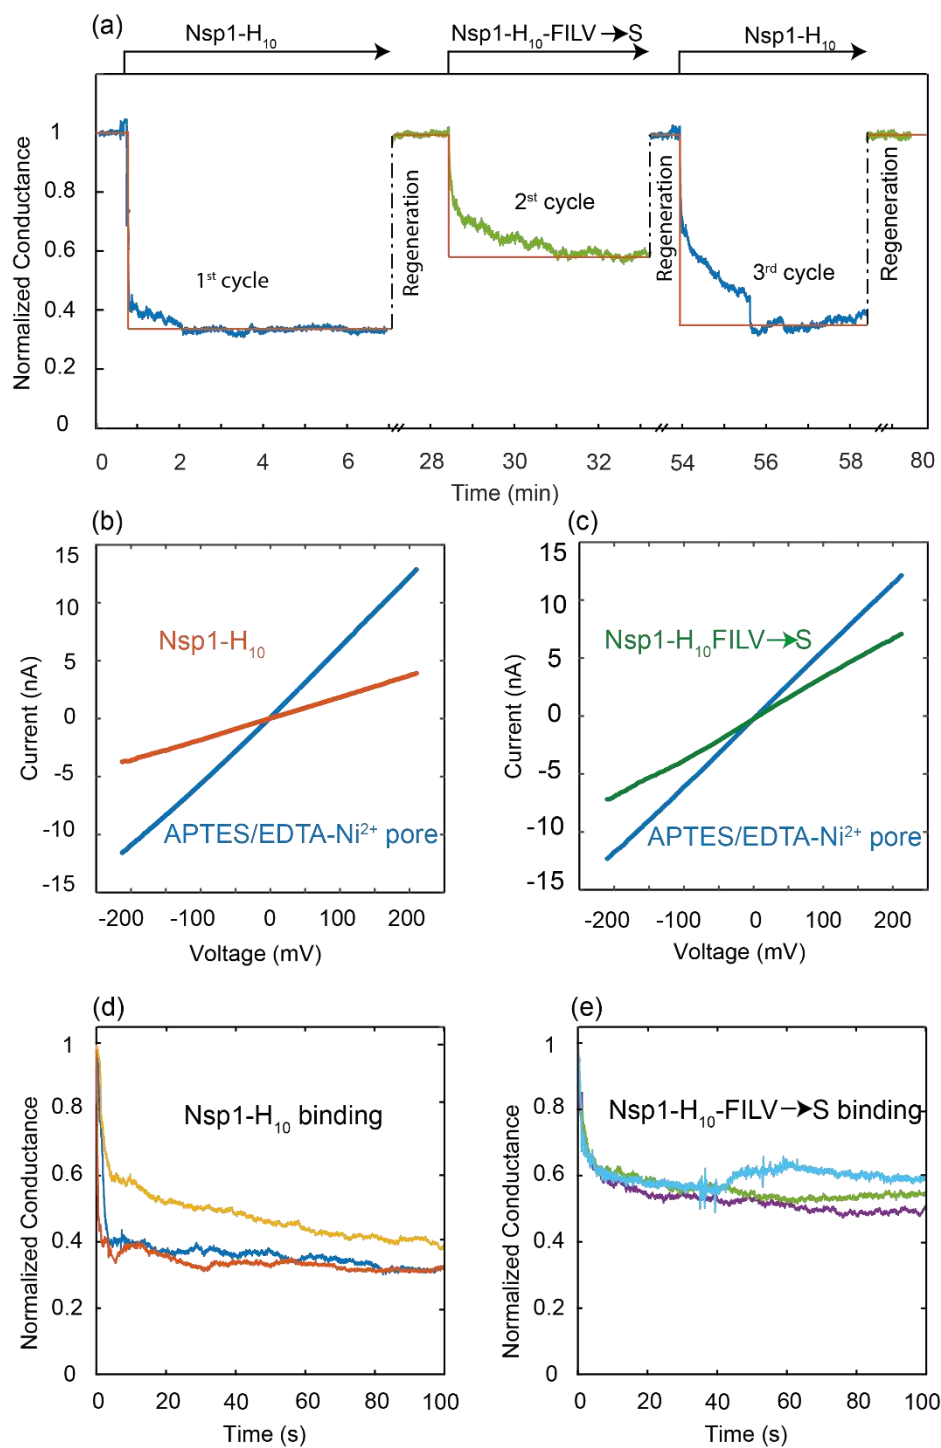 (a)
Nsp1-H10
Nsp1-H10-FILV→S
Nsp1-H10
Normalized Conductance
1
0.8
0.6
0.4
0.2
0
1st cycle
Regeneration
2st cycle
Regeneration
3rd cycle
Regeneration
0 2 4 6 28 30 32 54 56 58 80
Time (min)
(b)
Current (nA)
15
10
5
0
-5
-10
-15
Nsp1-H10
APTES/EDTA-Ni2+ pore
-200 -100 0 100 200
Voltage (mV)
(c)
Current (nA)
15
10
5
0
-5
-10
-15
Nsp1-H10FILV→S
APTES/EDTA-Ni2+ pore
-200 -100 0 100 200
Voltage (mV)
(d)
Normalized Conductance
1
0.8
0.6
0.4
0.2
0
Nsp1-H10 binding
0 20 40 60 80 100
Time (s)
(e)
Normalized Conductance
1
0.8
0.6
0.4
0.2
0
Nsp1-H10-FILV→S binding
0 20 40 60 80 100
Time (s)